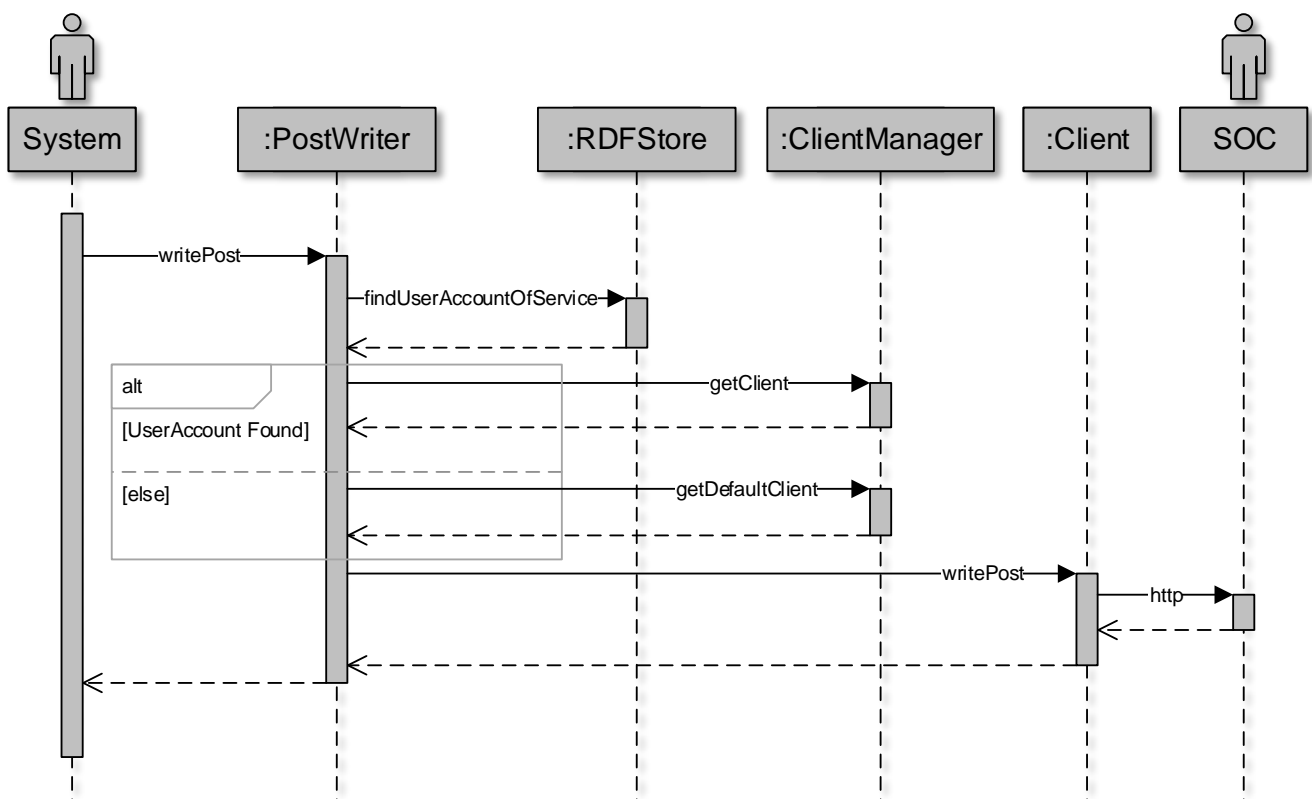 System
:PostWriter
:RDFStore
:ClientManager
:Client
SOC
writePost
findUserAccountOfService
alt
getClient
[UserAccount Found]
[else]
getDefaultClient
writePost
http